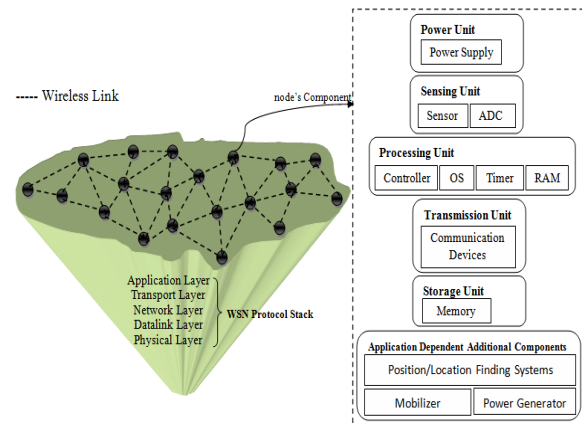 ----- Wireless Link
node's Component
Application Layer
Transport Layer
Network Layer
Datalink Layer
Physical Layer
WSN Protocol Stack
Power Unit
Power Supply
Sensing Unit
Sensor ADC
Processing Unit
Controller OS Timer RAM
Transmission Unit
Communication
Devices
Storage Unit
Memory
Application Dependent Additional Components
Position/Location Finding Systems
Mobilizer Power Generator